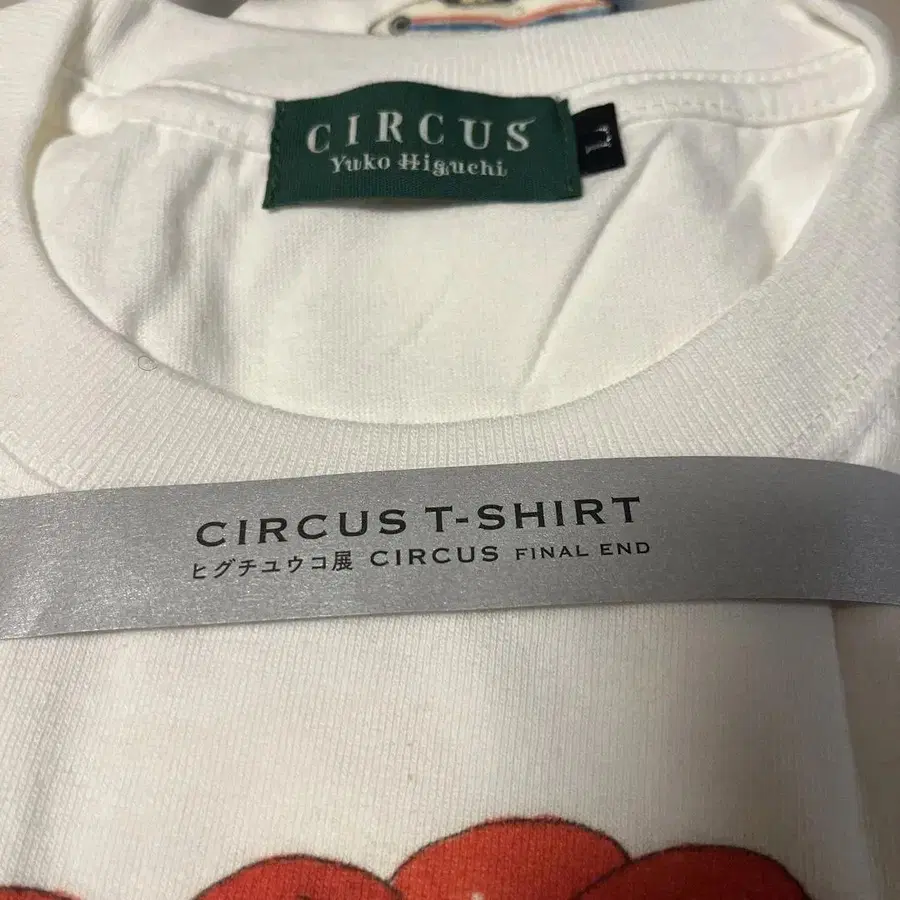 CIRCUS
Yuko Higuchi
L
CIRCUS T-SHIRT
ヒグチユウコ展 CIRCUS FINAL END